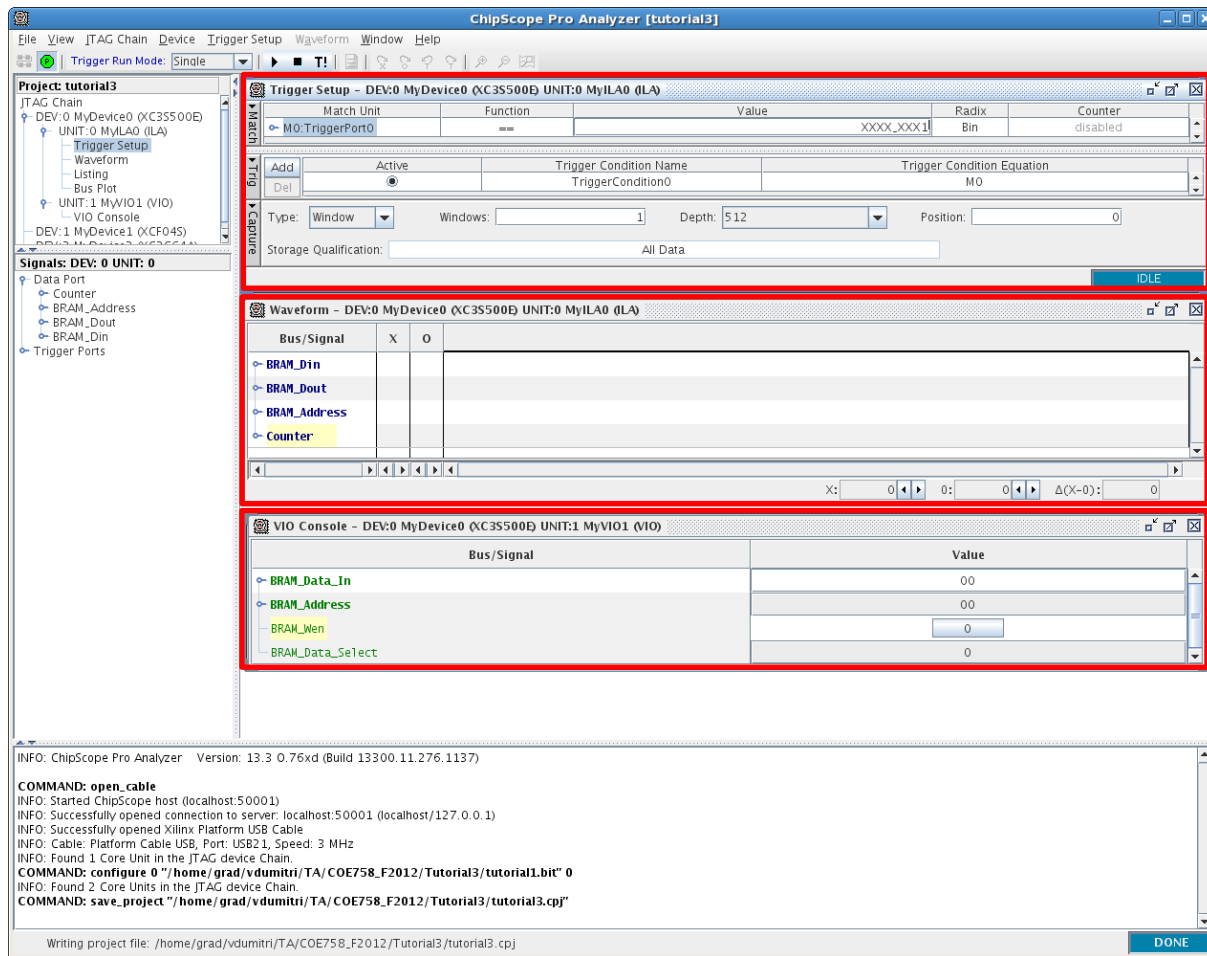 ChipScope Pro Analyzer [tutorial3]
File View JTAG Chain Device Trigger Setup Waveform Window Help
Trigger Run Mode: Single T!
Project: tutorial3
JTAG Chain
DEV:0 MyDevice0 (XC3S500E)
UNIT:0 MyILA0 (ILA)
Trigger Setup
Waveform
Listing
Bus Plot
UNIT:1 MyVIO1 (VIO)
VIO Console
DEV:1 MyDevice1 (XCF04S)
Signals: DEV: 0 UNIT: 0
Data Port
Counter
BRAM_Address
BRAM_Dout
BRAM_Din
Trigger Ports
Trigger Setup - DEV:0 MyDevice0 (XC3S500E) UNIT:0 MyILA0 (ILA)
Match
Match Unit Function Value Radix Counter
M0:TriggerPort0 == XXXX_XXX1 Bin disabled
Trig
Add Active Trigger Condition Name Trigger Condition Equation
Del TriggerCondition0 M0
Capture
Type: Window Windows: 1 Depth: 512 Position: 0
Storage Qualification: All Data
IDLE
Waveform - DEV:0 MyDevice0 (XC3S500E) UNIT:0 MyILA0 (ILA)
Bus/Signal X O
BRAM_Din
BRAM_Dout
BRAM_Address
Counter
X: 0 O: 0 Δ(X-O): 0
VIO Console - DEV:0 MyDevice0 (XC3S500E) UNIT:1 MyVIO1 (VIO)
Bus/Signal Value
BRAM_Data_In 00
BRAM_Address 00
BRAM_Wen 0
BRAM_Data_Select 0
INFO: ChipScope Pro Analyzer Version: 13.3 0.76xd (Build 13300.11.276.1137)
COMMAND: open_cable
INFO: Started ChipScope host (localhost:50001)
INFO: Successfully opened connection to server: localhost:50001 (localhost/127.0.0.1)
INFO: Successfully opened Xilinx Platform USB Cable
INFO: Cable: Platform Cable USB, Port: USB21, Speed: 3 MHz
INFO: Found 1 Core Unit in the JTAG device Chain.
COMMAND: configure 0 "/home/grad/vdumitri/TA/COE758_F2012/Tutorial3/tutorial1.bit" 0
INFO: Found 2 Core Units in the JTAG device Chain.
COMMAND: save_project "/home/grad/vdumitri/TA/COE758_F2012/Tutorial3/tutorial3.cpj"
Writing project file: /home/grad/vdumitri/TA/COE758_F2012/Tutorial3/tutorial3.cpj
DONE